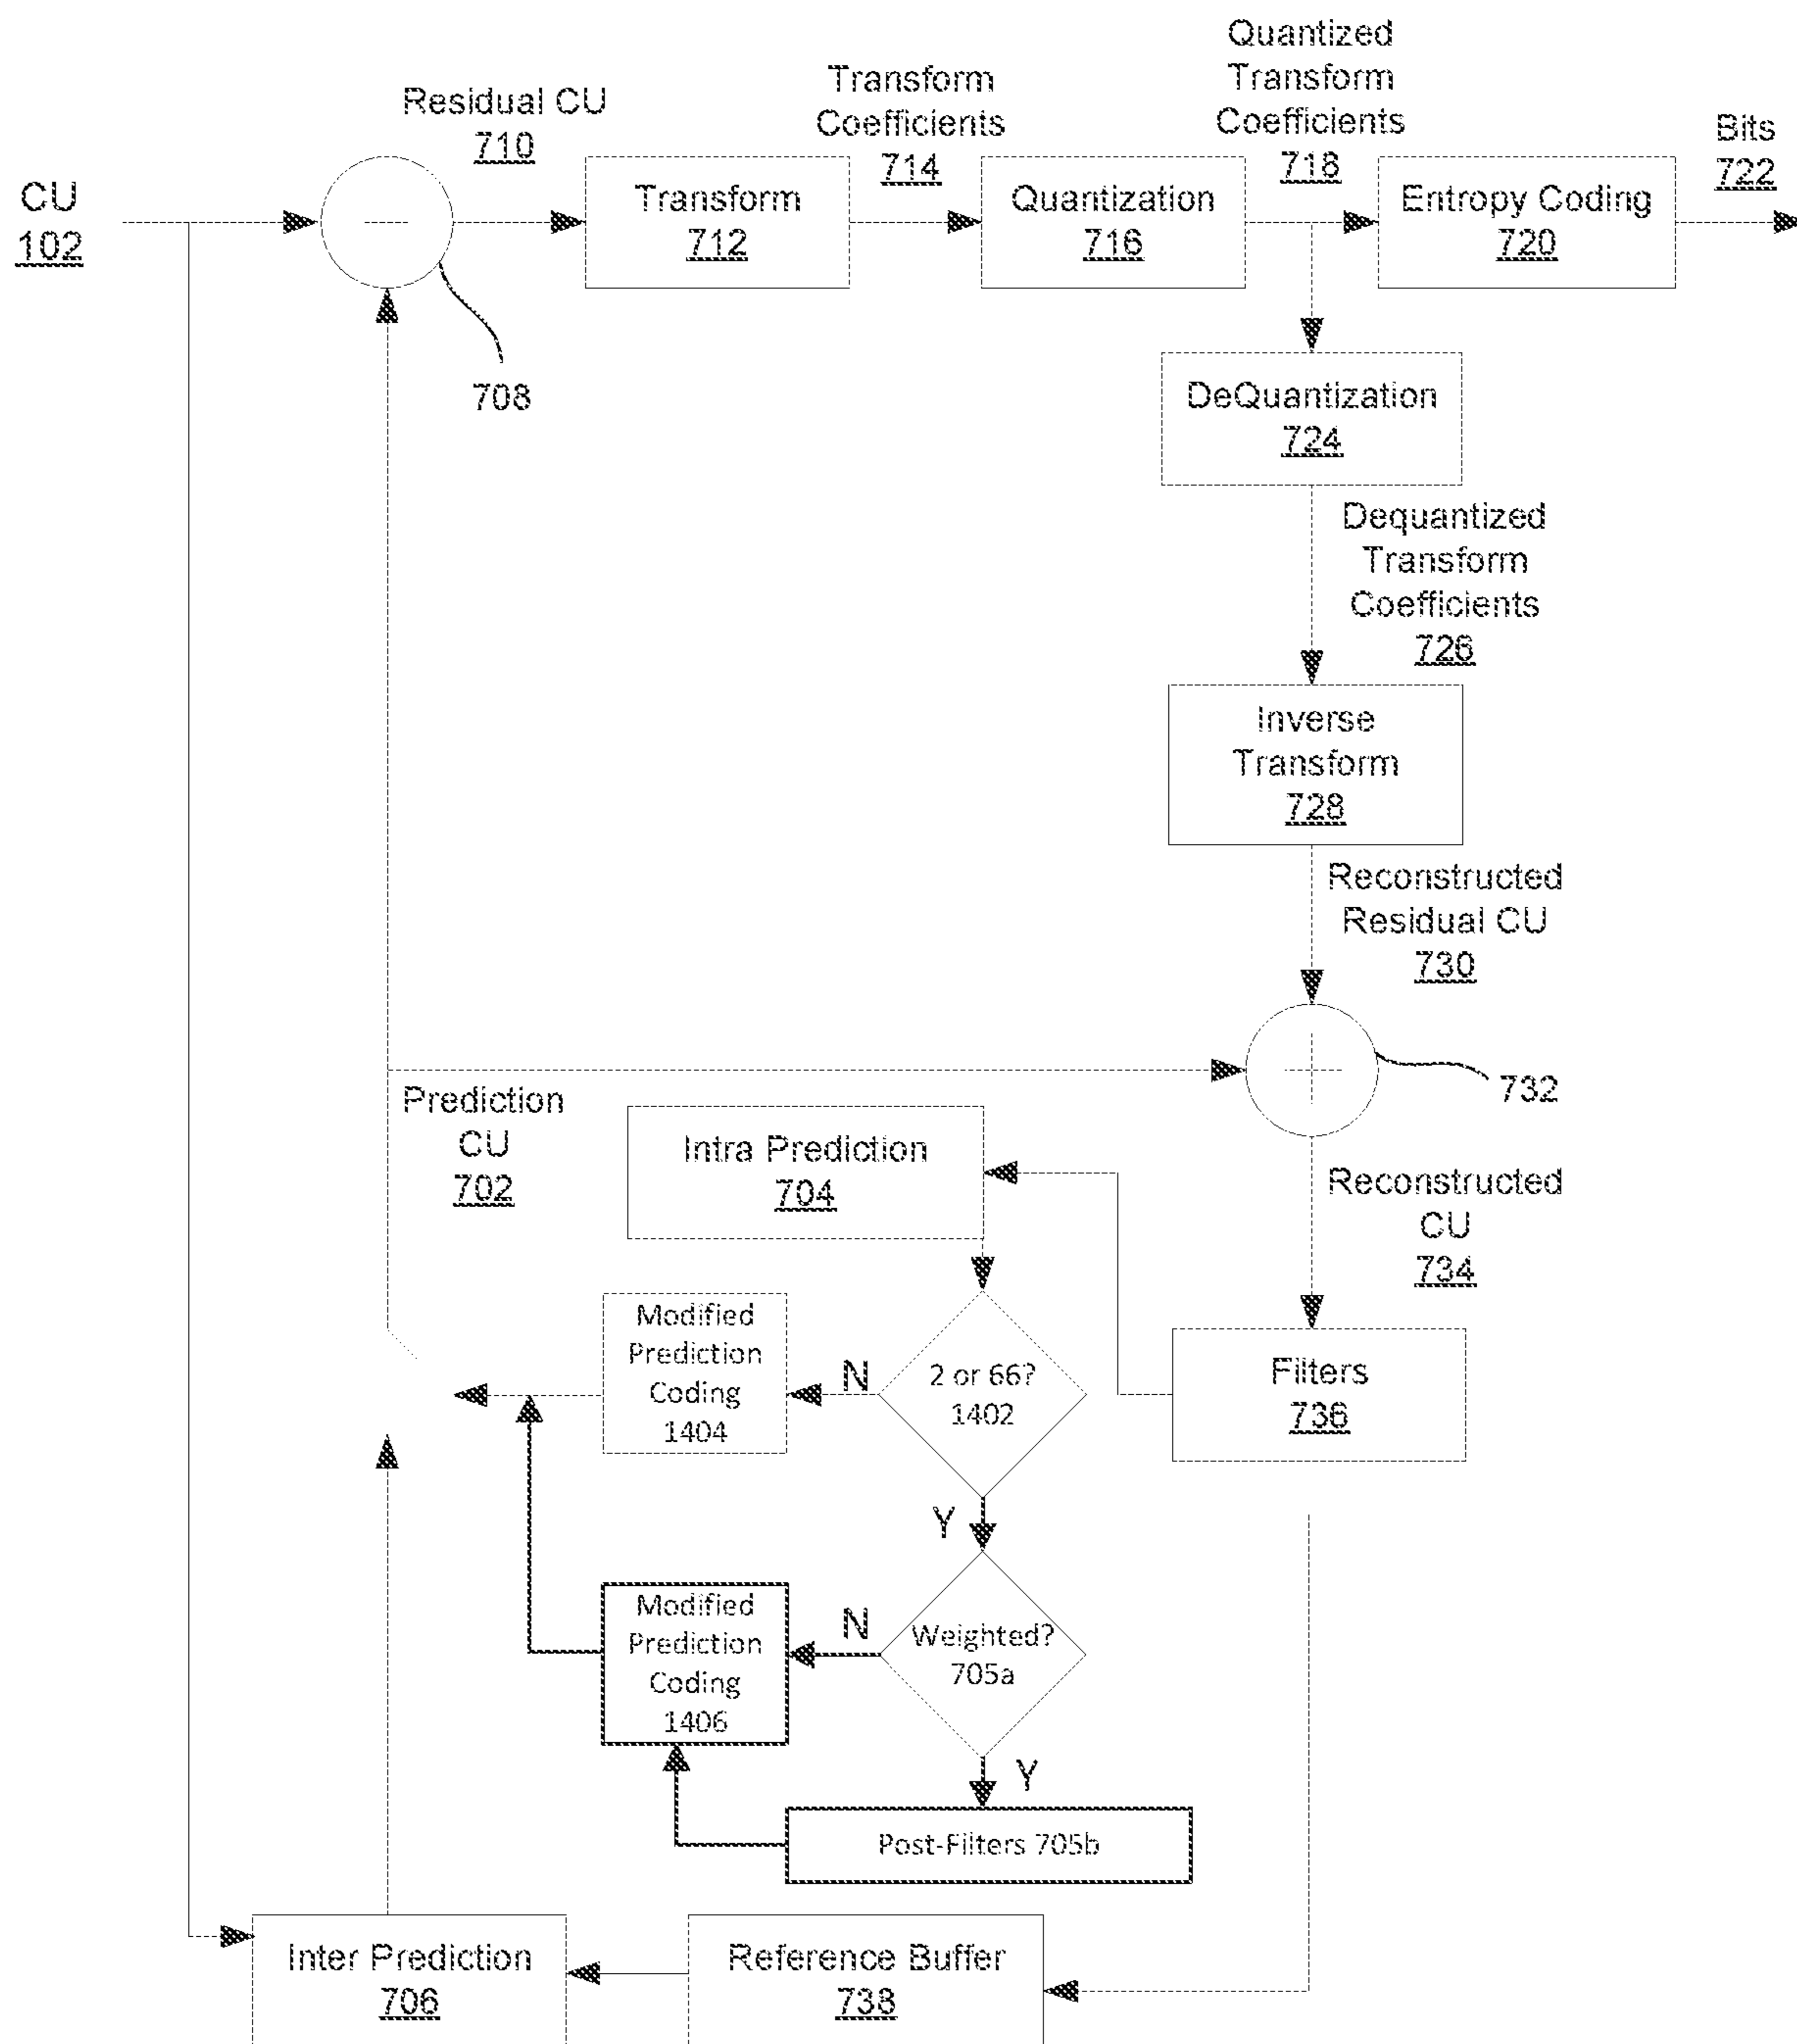 Quantized
Transform
Coefficients
718
Transform
Coefficients
714
Residual CU
710
Bits
722
CU
102
Transform
712
Quantization
716
Entropy Coding
720
708
DeQuantization
724
Dequantized
Transform
Coefficients
726
Inverse
Transform
728
Reconstructed
Residual CU
730
732
Prediction
CU
702
Intra Prediction
704
Reconstructed
CU
734
Modified
Prediction
Coding
1404
N
2 or 66?
1402
Filters
736
Y
Modified
Prediction
Coding
1406
N
Weighted?
705a
Y
Post-Filters 705b
Inter Prediction
706
Reference Buffer
738